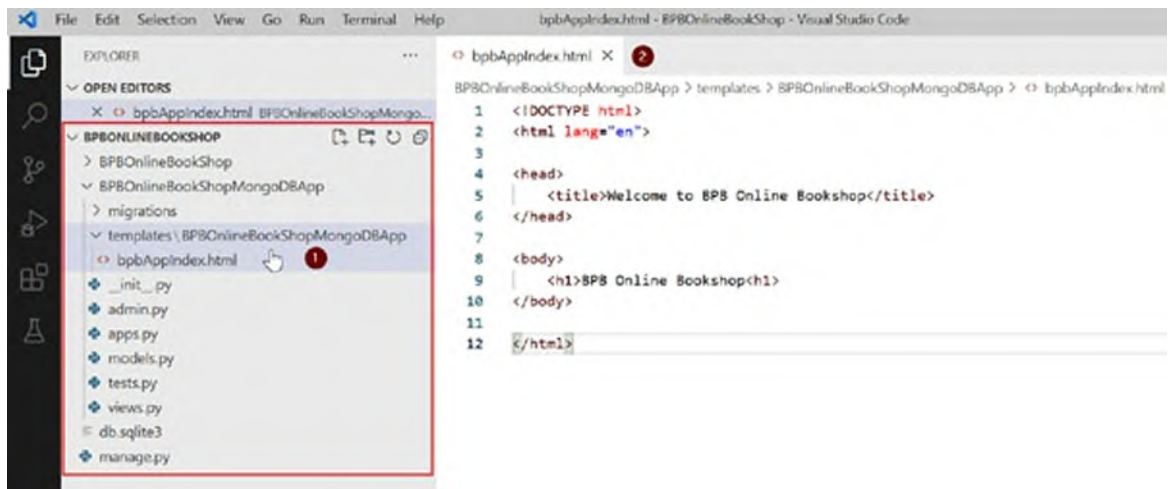 File Edit Selection View Go Run Terminal Help bpbAppIndex.html - BPBOnlineBookShop - Visual Studio Code
EXPLORER ...
OPEN EDITORS
bpbAppIndex.html BPBOnlineBookShopMongo...
BPBONLINEBOOKSHOP
BPBOnlineBookShop
BPBOnlineBookShopMongoDBApp
migrations
templates\BPBOnlineBookShopMongoDBApp
bpbAppIndex.html 1
__init__.py
admin.py
apps.py
models.py
tests.py
views.py
db.sqlite3
manage.py
bpbAppIndex.html 2
BPBOnlineBookShopMongoDBApp > templates > BPBOnlineBookShopMongoDBApp > bpbAppIndex.html
1 <!DOCTYPE html>
2 <html lang="en">
3
4 <head>
5 <title>Welcome to BPB Online Bookshop</title>
6 </head>
7
8 <body>
9 <h1>BPB Online Bookshop<h1>
10 </body>
11
12 </html>